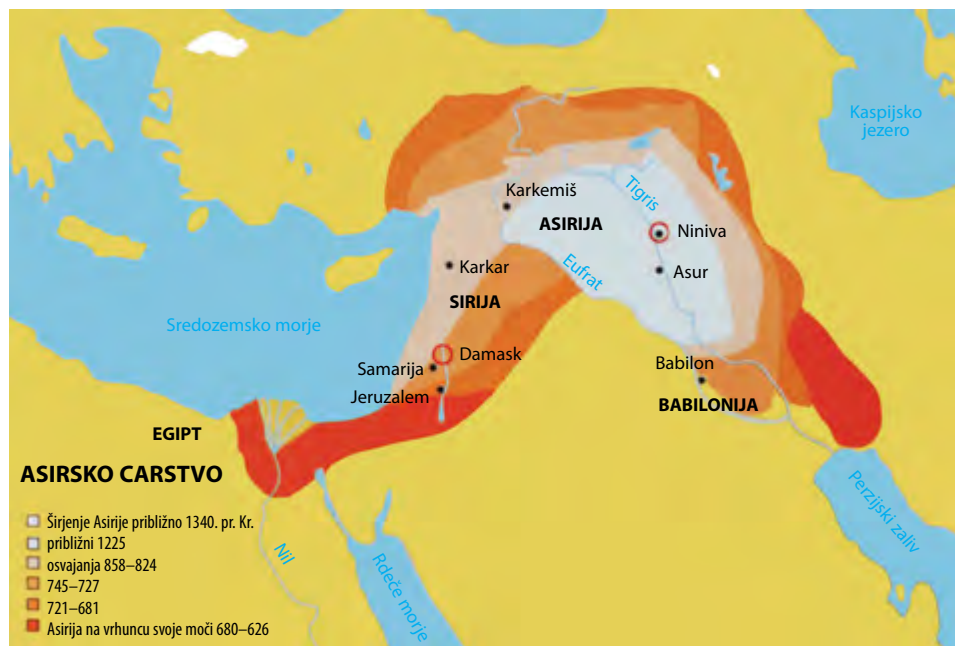 Kaspijsko
jezero
Karkemiš
Tigris
ASIRIJA
Niniva
Karkar
Eufrat
Asur
SIRIJA
Sredozemsko morje
Damask
Samarija
Babilon
Jeruzalem
BABILONIJA
EGIPT
Perzijski zaliv
Nil
Rdeče morje
ASIRSKO CARSTVO
Širjenje Asirije približno 1340. pr. Kr.
približni 1225
osvajanja 858–824
745–727
721–681
Asirija na vrhuncu svoje moči 680–626